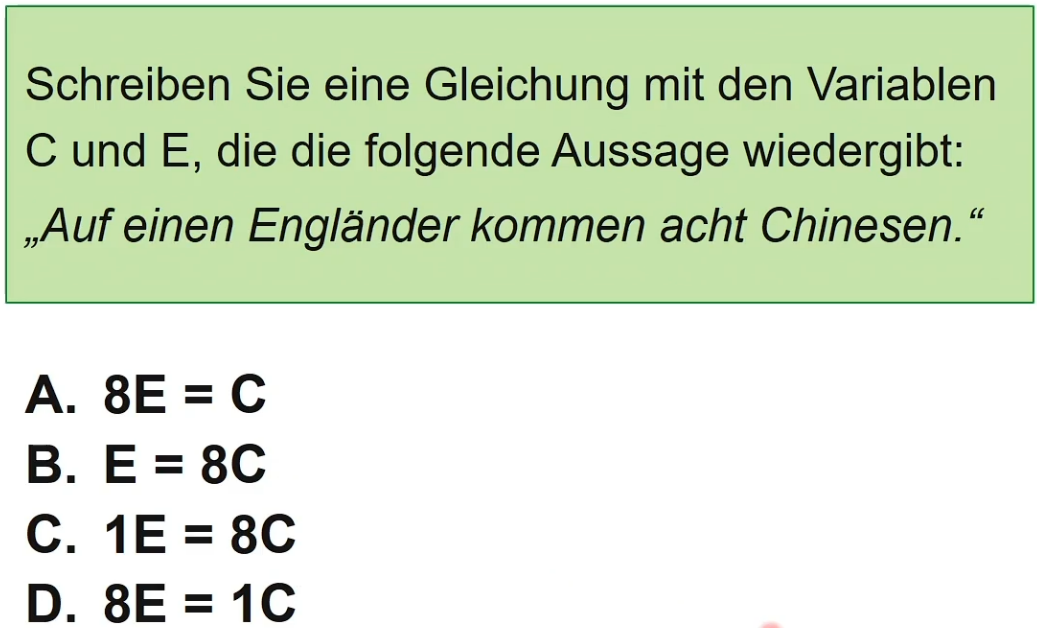 Schreiben Sie eine Gleichung mit den Variablen
C und E, die die folgende Aussage wiedergibt:
„Auf einen Engländer kommen acht Chinesen.“
A. 8E = C
B. E = 8C
C. 1E = 8C
D. 8E = 1C